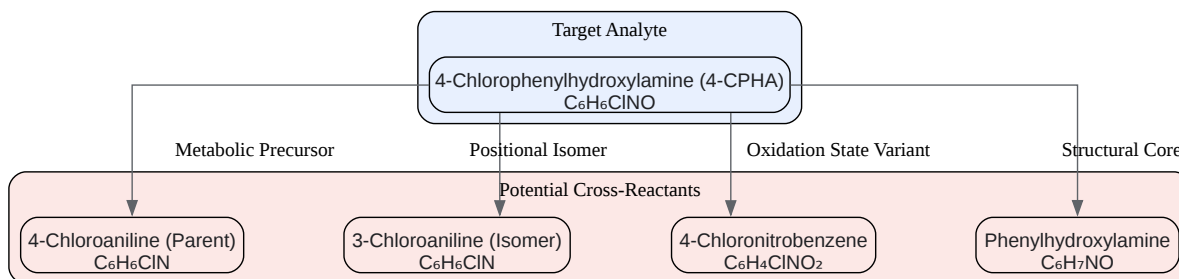 Target Analyte
4-Chlorophenylhydroxylamine (4-CPHA)
C₆H₆ClNO
Metabolic Precursor
Positional Isomer
Oxidation State Variant
Structural Core
Potential Cross-Reactants
4-Chloroaniline (Parent)
C₆H₆ClN
3-Chloroaniline (Isomer)
C₆H₆ClN
4-Chloronitrobenzene
C₆H₄ClNO₂
Phenylhydroxylamine
C₆H₇NO